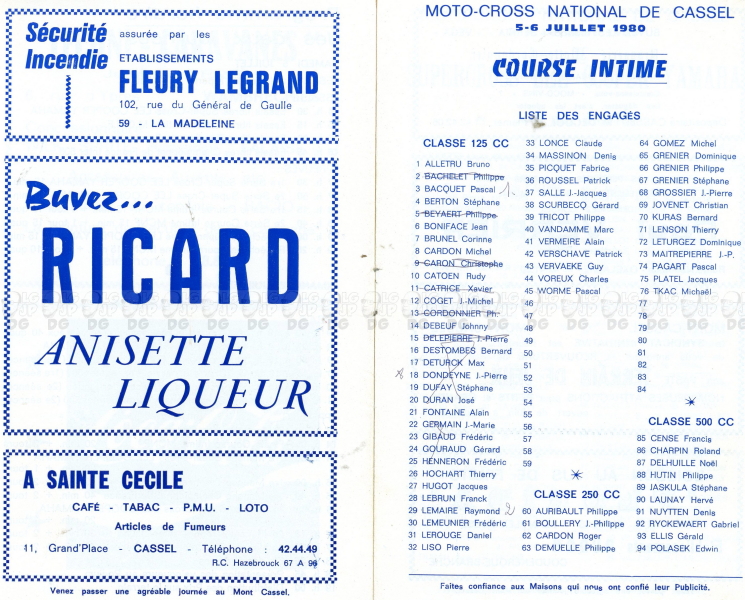 Sécurité
Incendie
assurée par les
ETABLISSEMENTS
FLEURY LEGRAND
102, rue du Général de Gaulle
59 - LA MADELEINE
Buvez...
RICARD
ANISETTE
LIQUEUR
A SAINTE CECILE
CAFÉ - TABAC - P.M.U. - LOTO
Articles de Fumeurs
11, Grand'Place - CASSEL - Téléphone : 42.44.49
R.C. Hazebrouck 67 A 96
Venez passer une agréable journée au Mont Cassel.
MOTO-CROSS NATIONAL DE CASSEL
5-6 JUILLET 1980
COURSE INTIME
LISTE DES ENGAGÉS
CLASSE 125 CC
1 ALLETRU Bruno
2 BACHELET Philippe
3 BACQUET Pascal 1.
4 BERTON Stéphane
5 BEYAERT Philippe
6 BONIFACE Jean
7 BRUNEL Corinne
8 CARDON Michel
9 CARON Christophe
10 CATOEN Rudy
11 CATRICE Xavier
12 COGET J.-Michel
13 CORDONNIER Ph.
14 DEBEUF Johnny
15 DELEPIERRE J.-Pierre
16 DESTOMBES Bernard
17 DETURCK Max
18 DONDEYNE J.-Pierre
19 DUFAY Stéphane
20 DURAN José
21 FONTAINE Alain
22 GERMAIN J.-Marie
23 GIBAUD Frédéric
24 GOURAUD Gérard
25 HENNERON Frédéric
26 HOCHART Thierry
27 HUGOT Jacques
28 LEBRUN Franck
29 LEMAIRE Raymond 2
30 LEMEUNIER Frédéric
31 LEROUGE Daniel
32 LISO Pierre
33 LONCE Claude
34 MASSINON Denis
35 PICQUET Fabrice
36 ROUSSEL Patrick
37 SALLE J.-Jacques
38 SCURBECQ Gérard
39 TRICOT Philippe
40 VANDAMME Marc
41 VERMEIRE Alain
42 VERSCHAVE Patrick
43 VERVAEKE Guy
44 VOREUX Charles
45 WORME Pascal
46
47
48
49
50
51
52
53
54
55
56
57
58
59
CLASSE 250 CC
60 AURIBAULT Philippe
61 BOULLERY J.-Philippe
62 CARDON Roger
63 DEMUELLE Philippe
64 GOMEZ Michel
65 GRENIER Dominique
66 GRENIER Philippe
67 GRENIER Stéphane
68 GROSSIER J.-Pierre
69 JOVENET Christian
70 KURAS Bernard
71 LENSON Thierry
72 LETURGEZ Dominique
73 MAITREPIERRE J.-P.
74 PAGART Pascal
75 PLATEL Jacques
76 TKAC Michaël
77
78
79
80
81
82
83
84
CLASSE 500 CC
85 CENSE Francis
86 CHARPIN Roland
87 DELHUILLE Noël
88 HUTIN Philippe
89 JASKULA Stéphane
90 LAUNAY Hervé
91 NUYTTEN Denis
92 RYCKEWAERT Gabriel
93 ELLIS Gérald
94 POLASEK Edwin
Faites confiance aux Maisons qui nous ont confié leur Publicité.